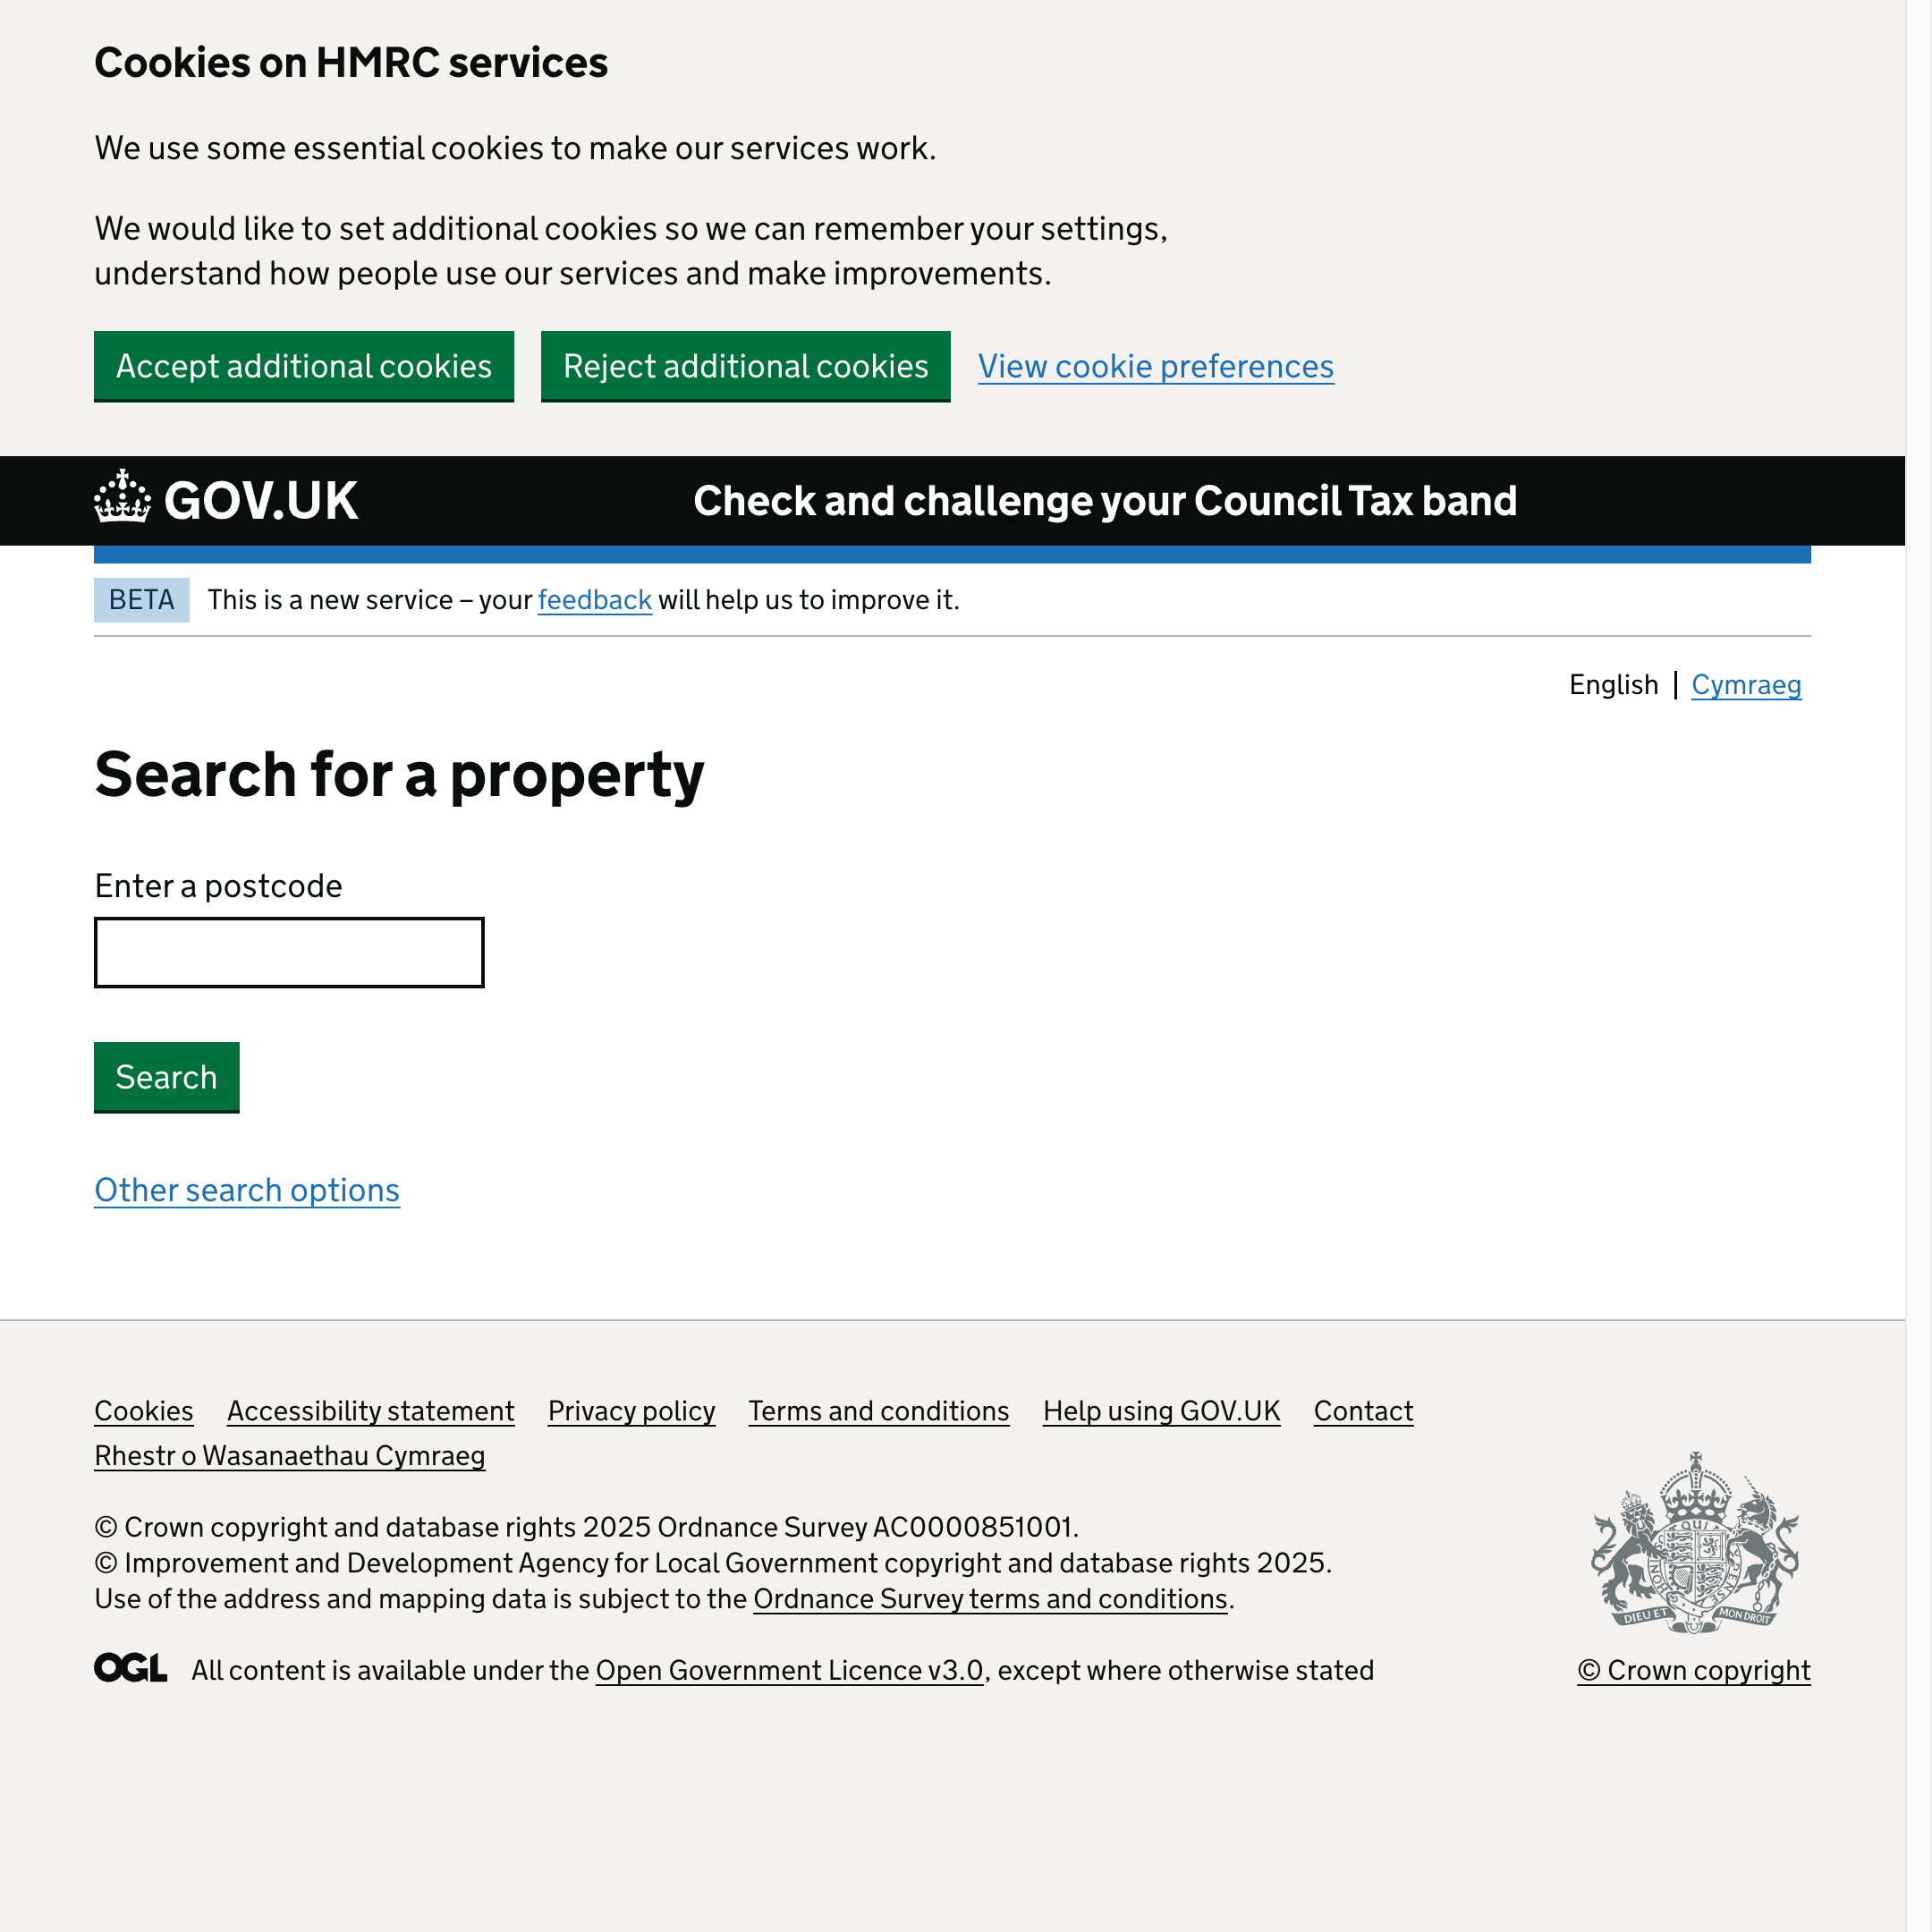 Cookies on HMRC services
We use some essential cookies to make our services work.
We would like to set additional cookies so we can remember your settings,
understand how people use our services and make improvements.
Accept additional cookies Reject additional cookies View cookie preferences
GOV.UK Check and challenge your Council Tax band
BETA This is a new service – your feedback will help us to improve it.
English | Cymraeg
Search for a property
Enter a postcode
Search
Other search options
Cookies Accessibility statement Privacy policy Terms and conditions Help using GOV.UK Contact
Rhestr o Wasanaethau Cymraeg
© Crown copyright and database rights 2025 Ordnance Survey AC0000851001.
© Improvement and Development Agency for Local Government copyright and database rights 2025.
Use of the address and mapping data is subject to the Ordnance Survey terms and conditions.
DIEU ET MON DROIT
OGL All content is available under the Open Government Licence v3.0, except where otherwise stated
© Crown copyright